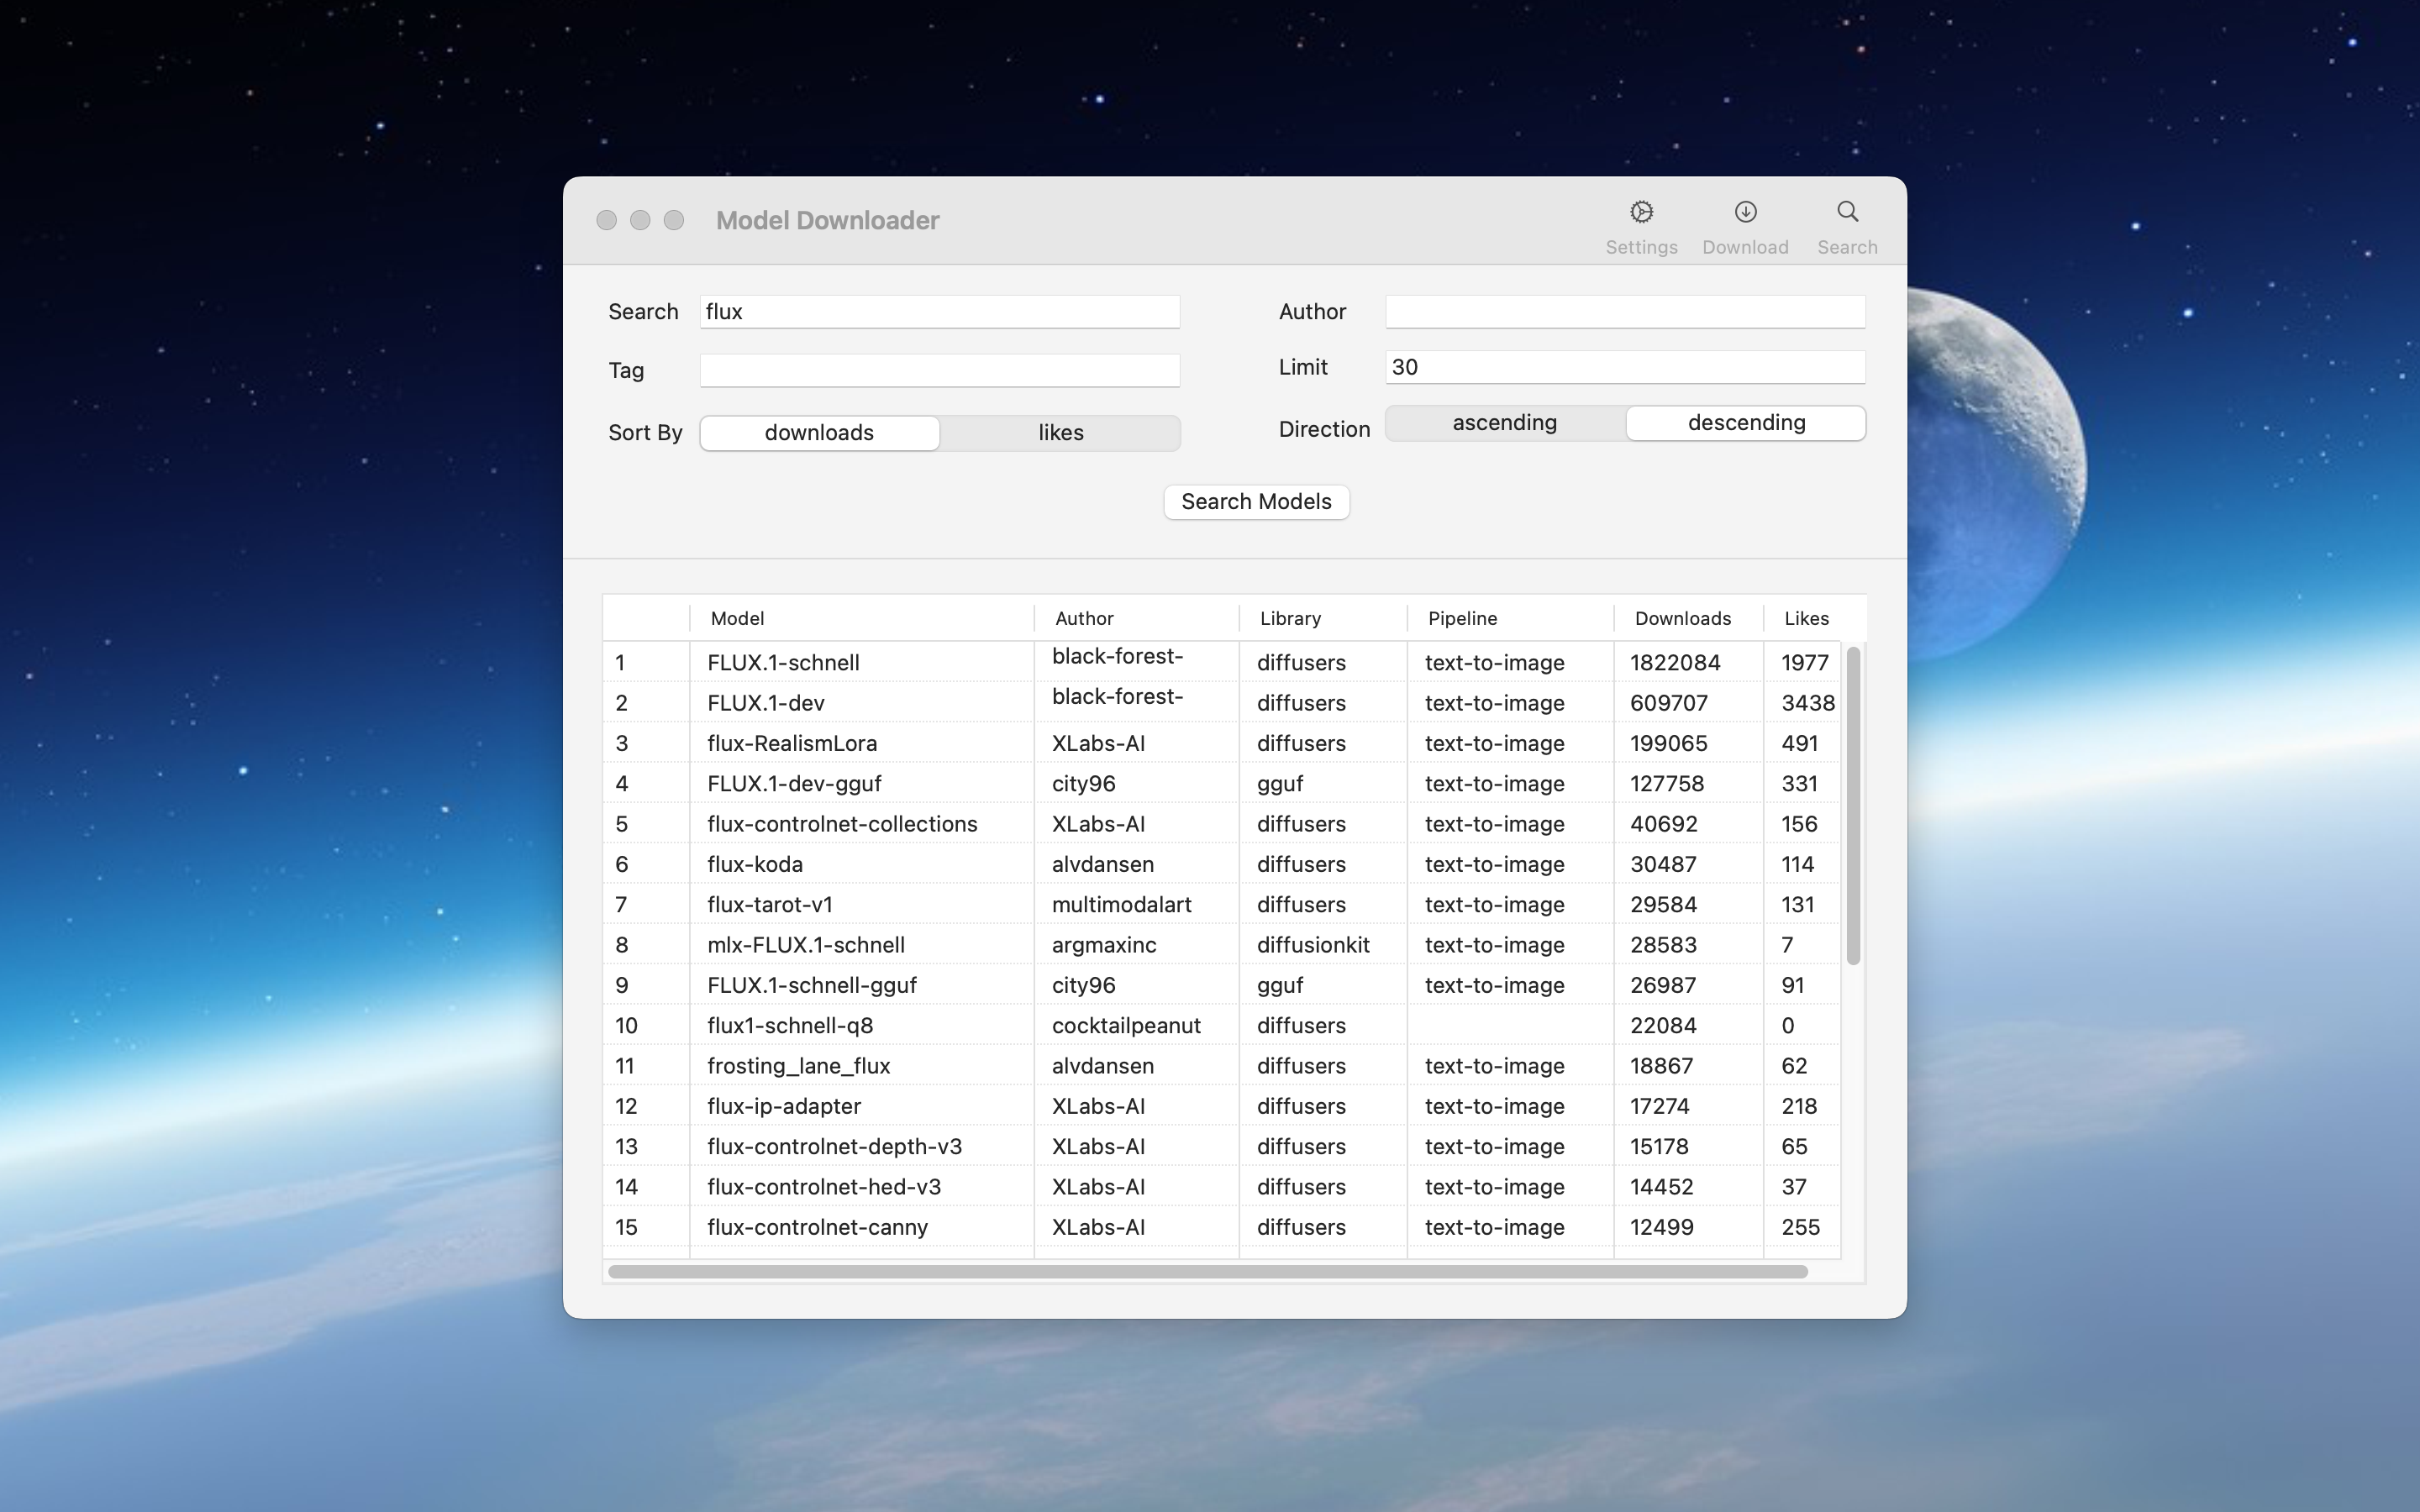 Model Downloader
Settings Download Search
Search flux Author
Tag Limit 30
Sort By downloads likes Direction ascending descending
Search Models
Model Author Library Pipeline Downloads Likes
1 FLUX.1-schnell black-forest- diffusers text-to-image 1822084 1977
2 FLUX.1-dev black-forest- diffusers text-to-image 609707 3438
3 flux-RealismLora XLabs-AI diffusers text-to-image 199065 491
4 FLUX.1-dev-gguf city96 gguf text-to-image 127758 331
5 flux-controlnet-collections XLabs-AI diffusers text-to-image 40692 156
6 flux-koda alvdansen diffusers text-to-image 30487 114
7 flux-tarot-v1 multimodalart diffusers text-to-image 29584 131
8 mlx-FLUX.1-schnell argmaxinc diffusionkit text-to-image 28583 7
9 FLUX.1-schnell-gguf city96 gguf text-to-image 26987 91
10 flux1-schnell-q8 cocktailpeanut diffusers 22084 0
11 frosting_lane_flux alvdansen diffusers text-to-image 18867 62
12 flux-ip-adapter XLabs-AI diffusers text-to-image 17274 218
13 flux-controlnet-depth-v3 XLabs-AI diffusers text-to-image 15178 65
14 flux-controlnet-hed-v3 XLabs-AI diffusers text-to-image 14452 37
15 flux-controlnet-canny XLabs-AI diffusers text-to-image 12499 255